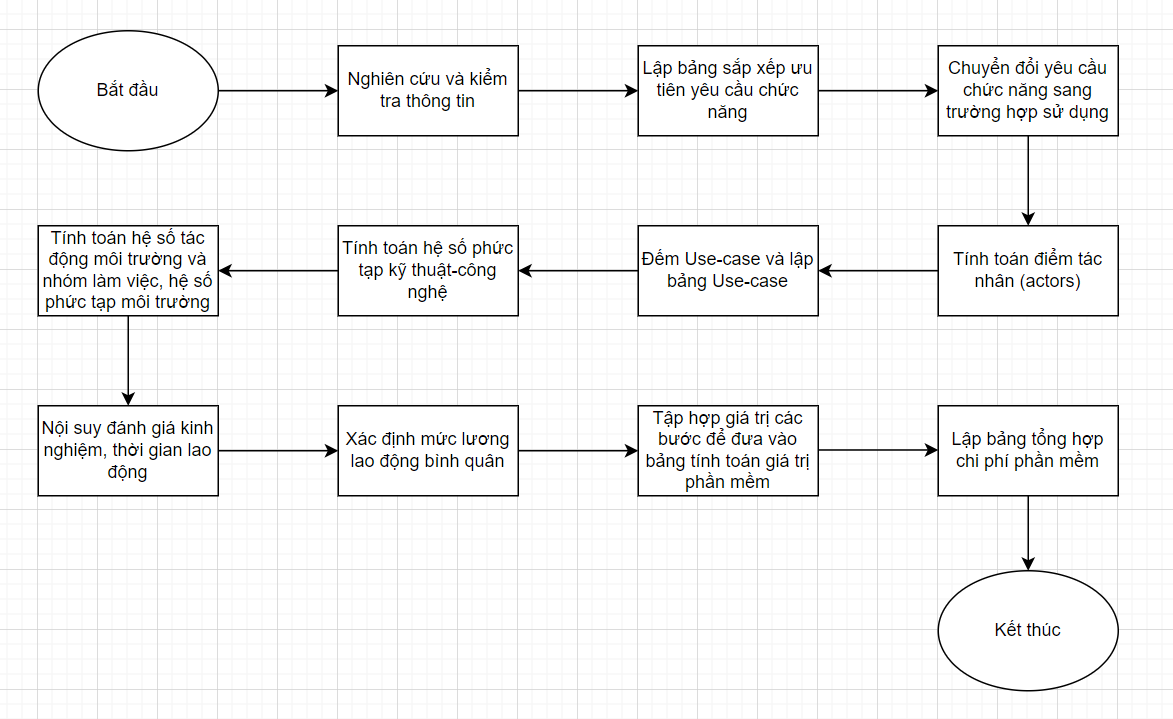 Bắt đầu
Nghiên cứu và kiểm
tra thông tin
Lập bảng sắp xếp ưu
tiên yêu cầu chức
năng
Chuyển đổi yêu cầu
chức năng sang
trường hợp sử dụng
Tính toán điểm tác
nhân (actors)
Đếm Use-case và lập
bảng Use-case
Tính toán hệ số phức
tạp kỹ thuật-công
nghệ
Tính toán hệ số tác
động môi trường và
nhóm làm việc, hệ số
phức tạp môi trường
Nội suy đánh giá kinh
nghiệm, thời gian lao
động
Xác định mức lương
lao động bình quân
Tập hợp giá trị các
bước để đưa vào
bảng tính toán giá trị
phần mềm
Lập bảng tổng hợp
chi phí phần mềm
Kết thúc